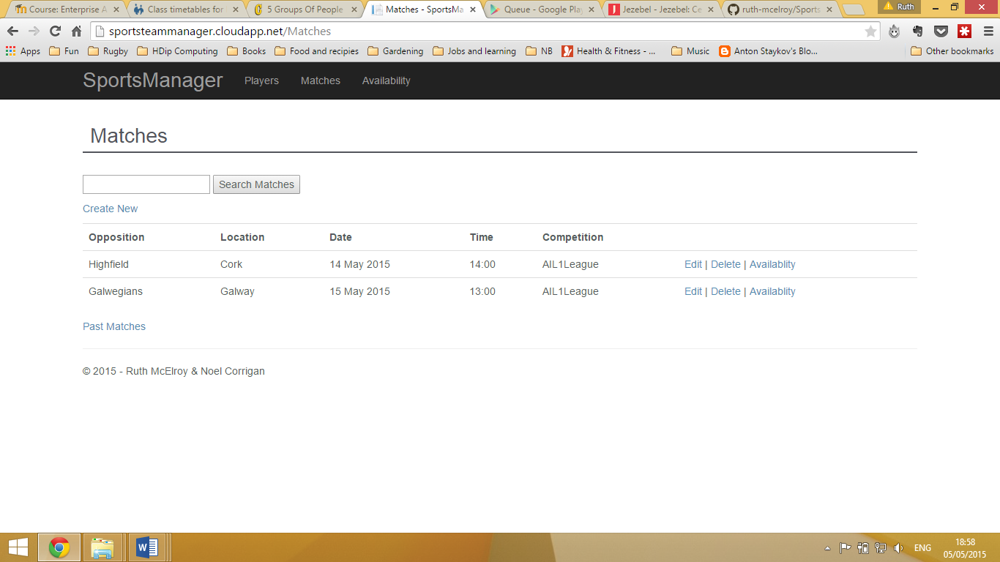 Course: Enterprise A
Class timetables for
5 Groups Of People
Matches - SportsMa
Queue - Google Play
Jezebel - Jezebel: Ce
ruth-mcelroy/Sports
Ruth
sportsteammanager.cloudapp.net/Matches
Apps Fun Rugby HDip Computing Books Food and recipies Gardening Jobs and learning NB Health & Fitness - ... Music Anton Staykov's Blo... Other bookmarks
SportsManager Players Matches Availability
Matches
Search Matches
Create New
Opposition Location Date Time Competition
Highfield Cork 14 May 2015 14:00 AIL1League Edit | Delete | Availablity
Galwegians Galway 15 May 2015 13:00 AIL1League Edit | Delete | Availablity
Past Matches
© 2015 - Ruth McElroy & Noel Corrigan
ENG
18:58
05/05/2015